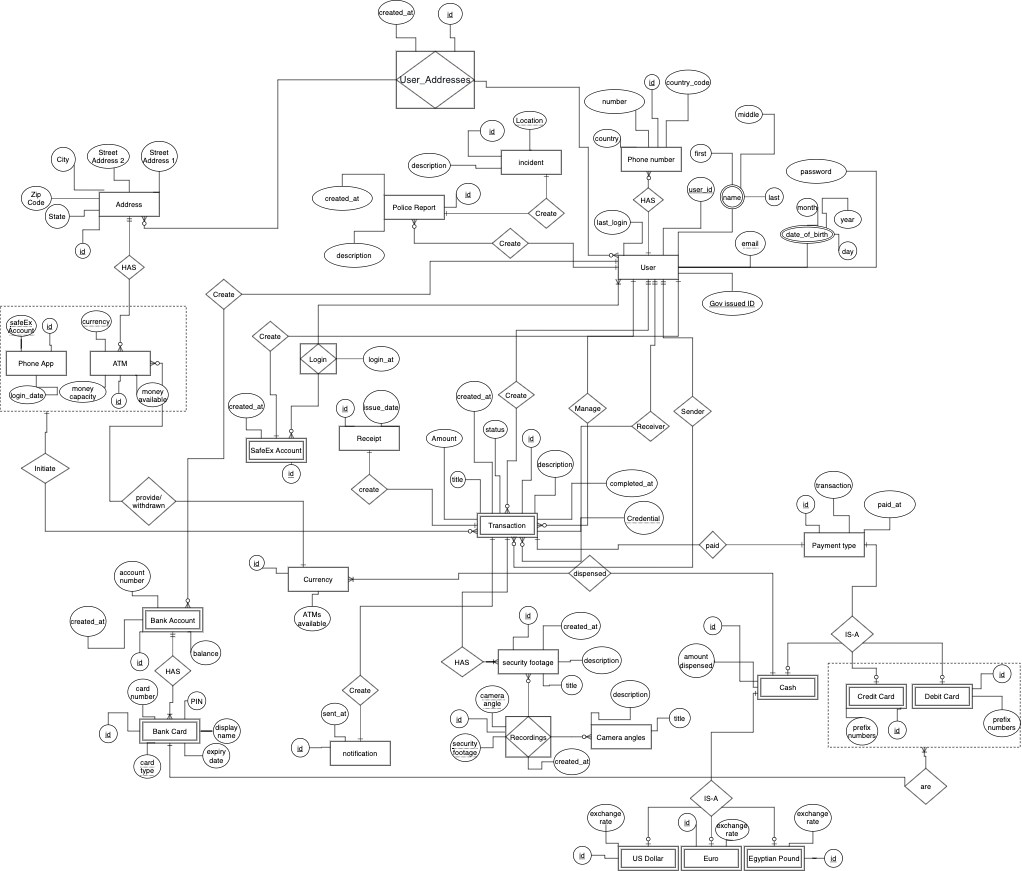 created_at
id
User_Addresses
id
country_code
number
middle
Location
id
country
Phone number
first
City
Street
Address 2
Street
Address 1
description
incident
password
Zip
Code
Address
created_at
id
HAS
user_id
name
last
State
Police Report
Create
last_login
month
year
id
description
Create
email
date_of_birth
day
HAS
User
Create
Gov issued ID
safeEx
Account
id
currency
Create
Phone App
ATM
Login
login_at
login_date
money
capacity
id
money
available
created_at
id
issue_date
created_at
Create
Manage
Receiver
Sender
SafeEx Account
Receipt
Amount
status
id
Initiate
id
create
title
description
completed_at
transaction
provide/
withdrawn
Transaction
Credential
id
paid_at
paid
Payment type
id
Currency
dispensed
account
number
ATMs
available
created_at
Bank Account
id
created_at
id
IS-A
id
balance
HAS
HAS
security footage
description
amount
dispensed
id
title
Cash
Credit Card
Debit Card
card
number
PIN
Create
camera
angle
description
prefix
numbers
id
prefix
numbers
id
Bank Card
display
name
sent_at
id
Recordings
title
Camera angles
card
type
expiry
date
id
notification
security
footage
created_at
are
IS-A
exchange
rate
id
exchange
rate
exchange
rate
id
US Dollar
Euro
Egyptian Pound
id